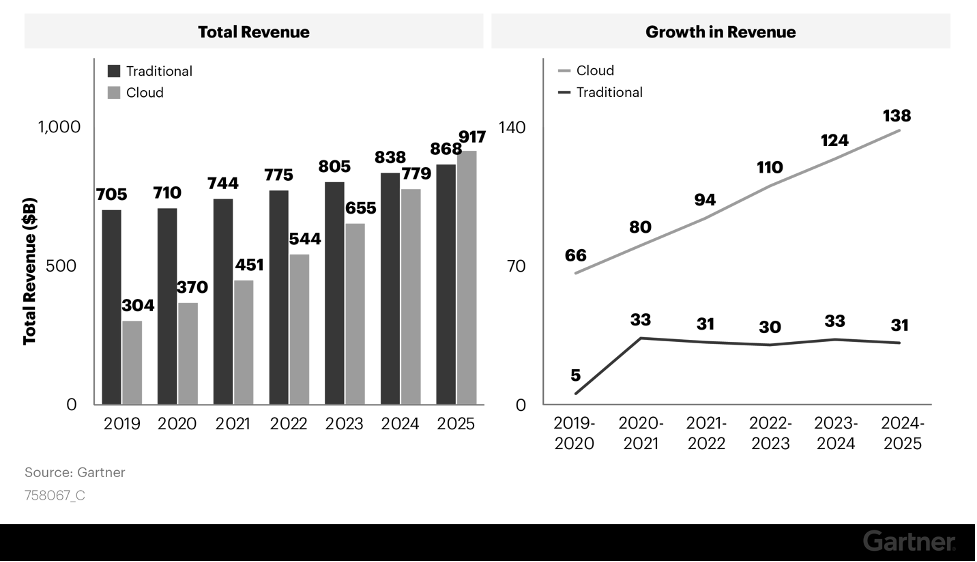 Total Revenue
Traditional
Cloud
Total Revenue ($B)
1,000
500
0
705
304
710
370
744
451
775
544
805
655
838
779
868
917
2019 2020 2021 2022 2023 2024 2025
Growth in Revenue
Cloud
Traditional
140
70
0
66
80
94
110
124
138
5
33
31
30
33
31
2019- 2020- 2021- 2022- 2023- 2024-
2020 2021 2022 2023 2024 2025
Source: Gartner
758067_C
Gartner